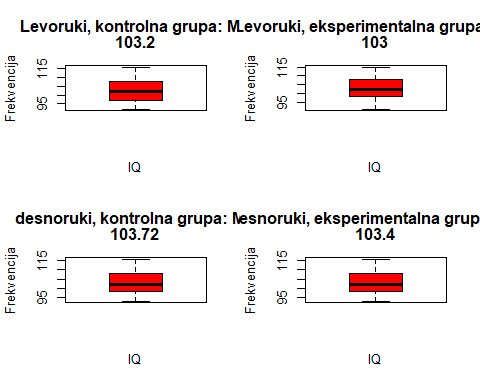 Levoruki, kontrolna grupa: M
103.2
Levoruki, eksperimentalna grupa
103
Frekvencija
95
115
IQ
Frekvencija
95
115
IQ
desnoruki, kontrolna grupa: M
103.72
esnoruki, eksperimentalna grup
103.4
Frekvencija
95
115
IQ
Frekvencija
95
115
IQ